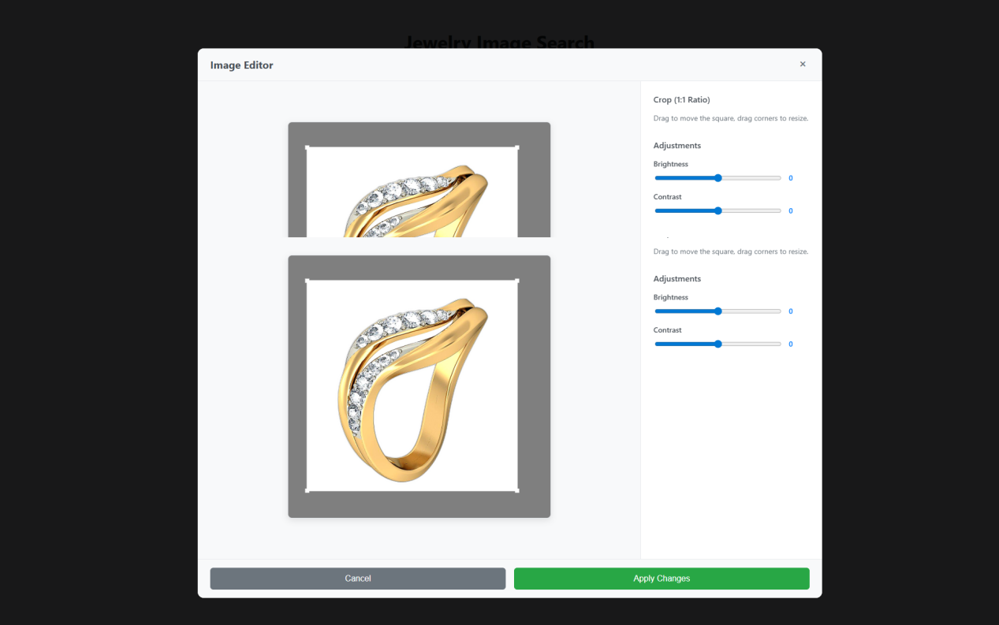 Jewelry Image Search
Image Editor
×
Crop (1:1 Ratio)
Drag to move the square, drag corners to resize.
Adjustments
Brightness
0
Contrast
0
Drag to move the square, drag corners to resize.
Adjustments
Brightness
0
Contrast
0
Cancel
Apply Changes